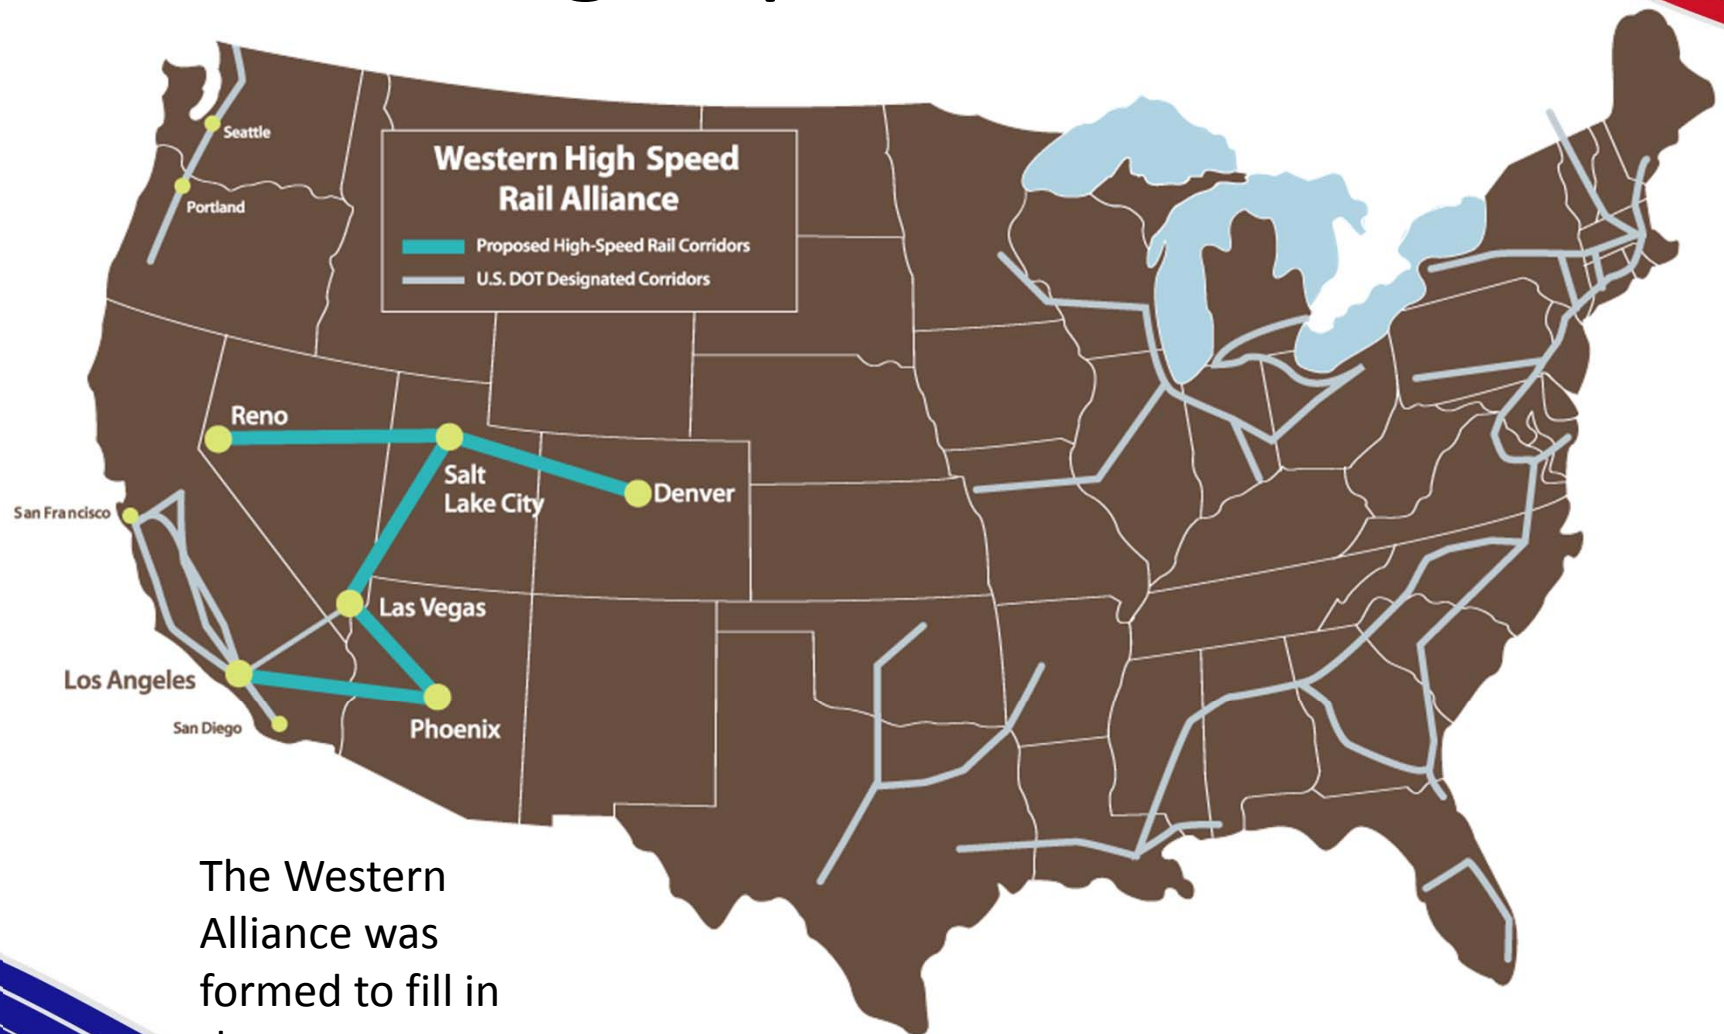 Seattle
Portland
Western High Speed
Rail Alliance
Proposed High-Speed Rail Corridors
U.S. DOT Designated Corridors
Reno
Salt
Lake City
Denver
San Francisco
Las Vegas
Los Angeles
San Diego
Phoenix
The Western
Alliance was
formed to fill in